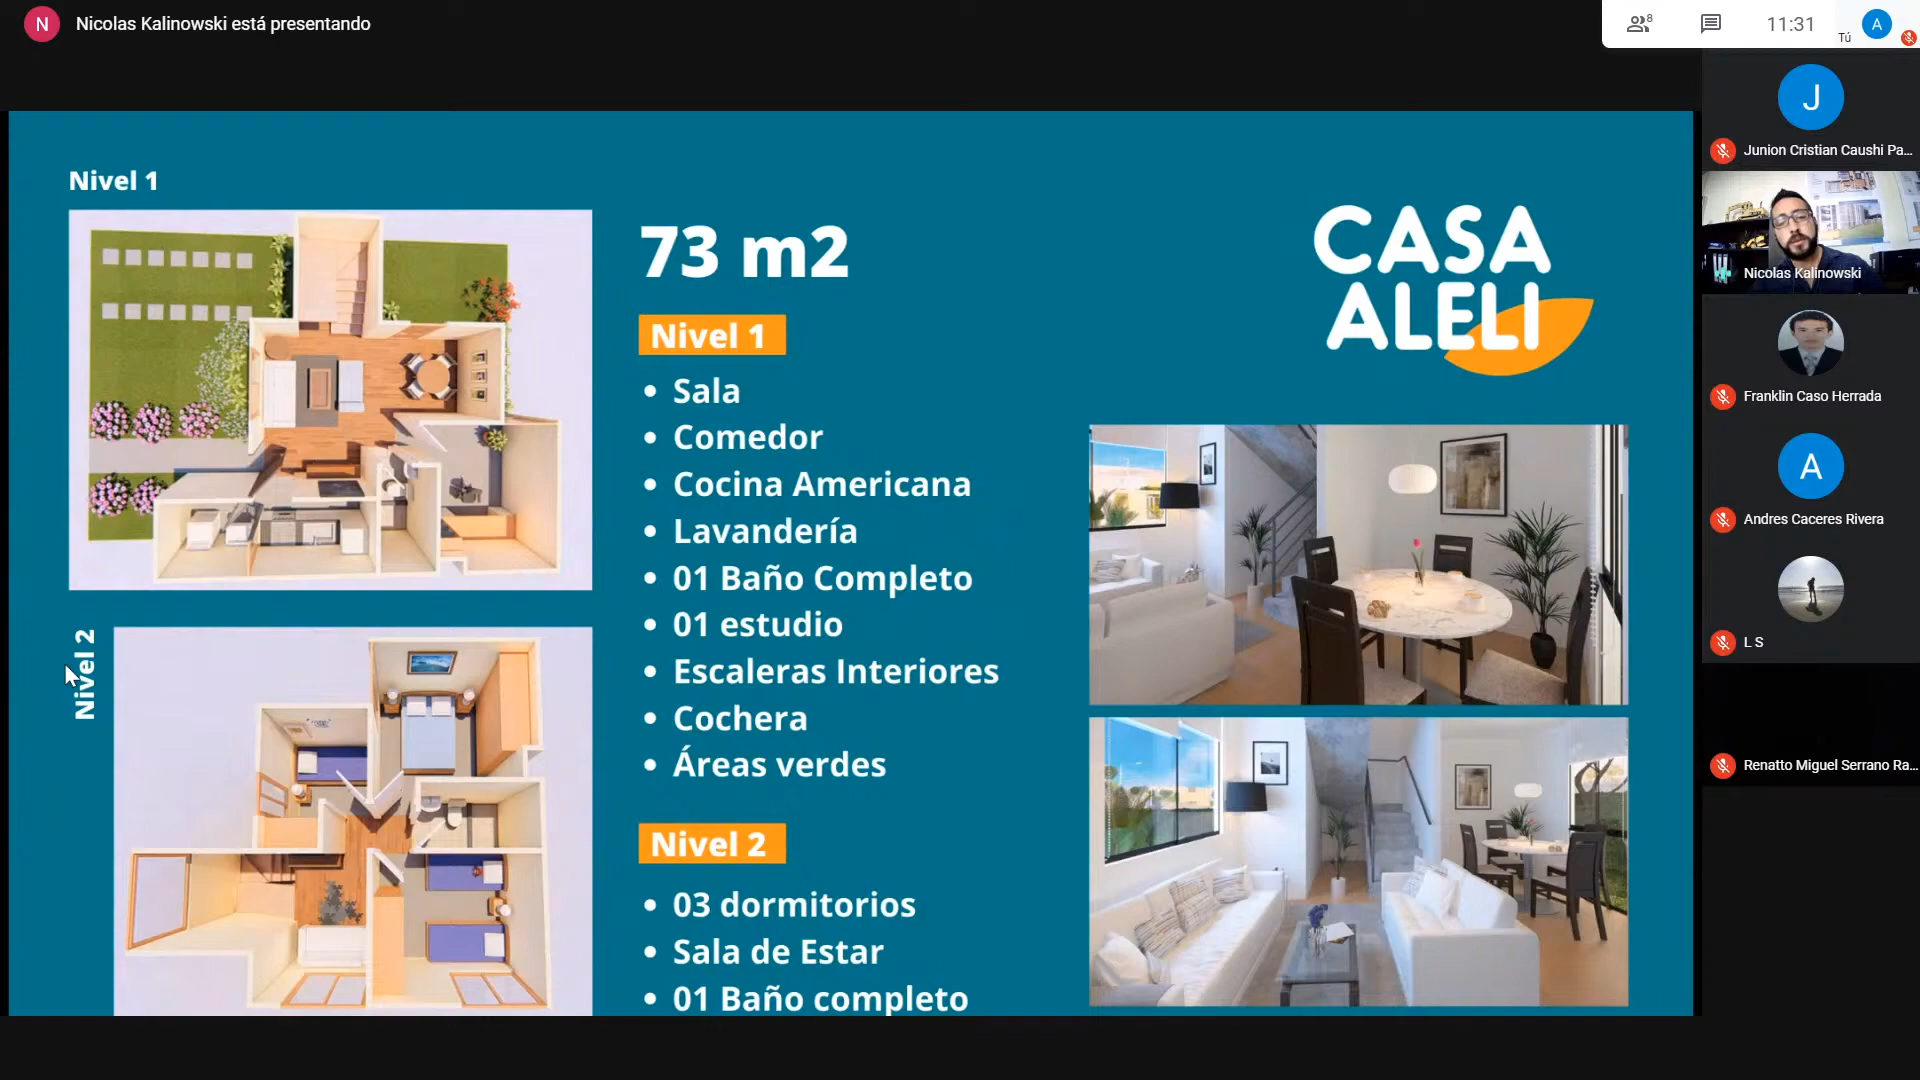 N Nicolas Kalinowski está presentando
8
11:31
Tú
A
Nivel 1
73 m2
Nivel 1
• Sala
• Comedor
• Cocina Americana
• Lavandería
• 01 Baño Completo
• 01 estudio
• Escaleras Interiores
• Cochera
• Áreas verdes
Nivel 2
• 03 dormitorios
• Sala de Estar
• 01 Baño completo
Nivel 2
CASA
ALELI
J
Junion Cristian Caushi Pa...
Nicolas Kalinowski
Franklin Caso Herrada
A
Andres Caceres Rivera
L S
Renatto Miguel Serrano Ra...